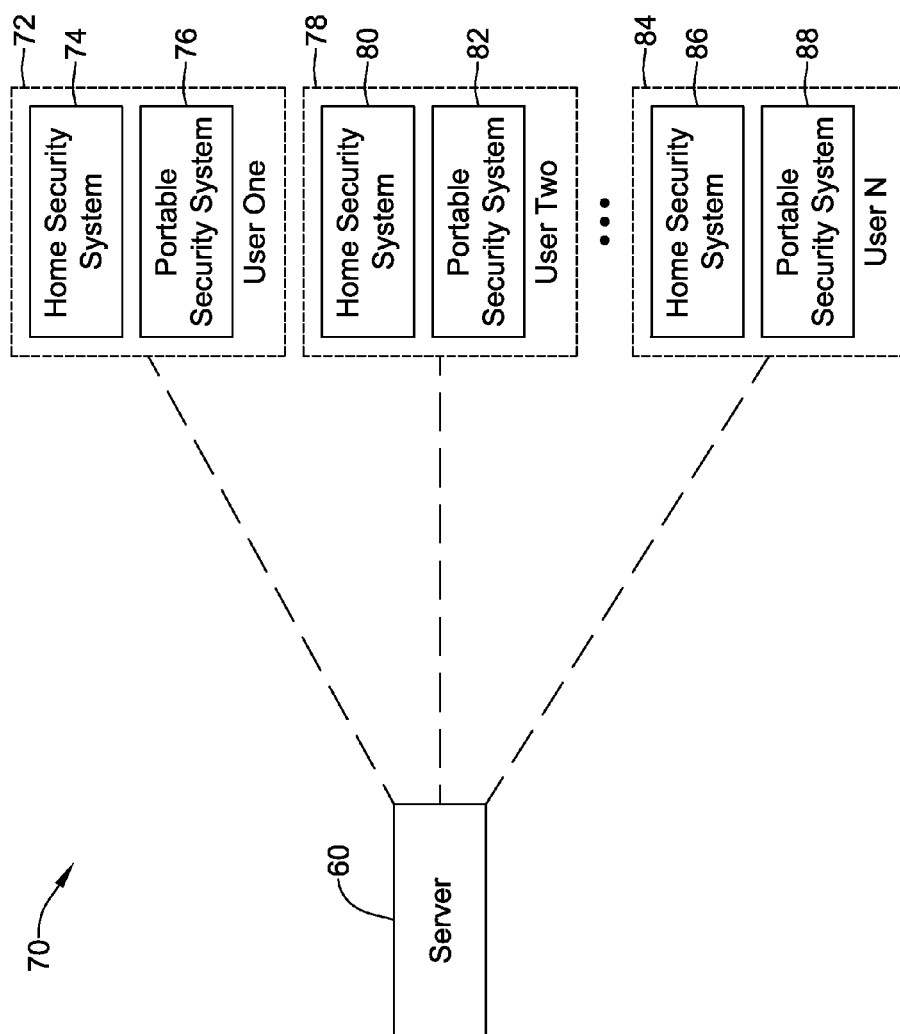 70
60
Server
72
74
Home Security
System
76
Portable
Security System
User One
78
80
Home Security
System
82
Portable
Security System
User Two
84
86
Home Security
System
88
Portable
Security System
User N